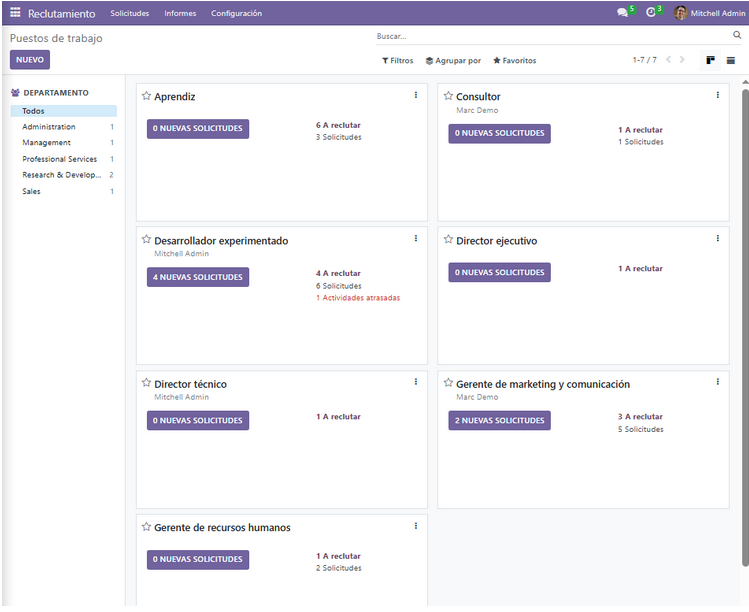 Reclutamiento Solicitudes Informes Configuración 5 3 Mitchell Admin
Puestos de trabajo
Buscar...
NUEVO
Filtros Agrupar por Favoritos 1-7 / 7
DEPARTAMENTO
Todos
Administration 1
Management 1
Professional Services 1
Research & Develop... 2
Sales 1
Aprendiz
0 NUEVAS SOLICITUDES
6 A reclutar
3 Solicitudes
Consultor
Marc Demo
0 NUEVAS SOLICITUDES
1 A reclutar
1 Solicitudes
Desarrollador experimentado
Mitchell Admin
4 NUEVAS SOLICITUDES
4 A reclutar
6 Solicitudes
1 Actividades atrasadas
Director ejecutivo
0 NUEVAS SOLICITUDES
1 A reclutar
Director técnico
Mitchell Admin
0 NUEVAS SOLICITUDES
1 A reclutar
Gerente de marketing y comunicación
Marc Demo
2 NUEVAS SOLICITUDES
3 A reclutar
5 Solicitudes
Gerente de recursos humanos
0 NUEVAS SOLICITUDES
1 A reclutar
2 Solicitudes